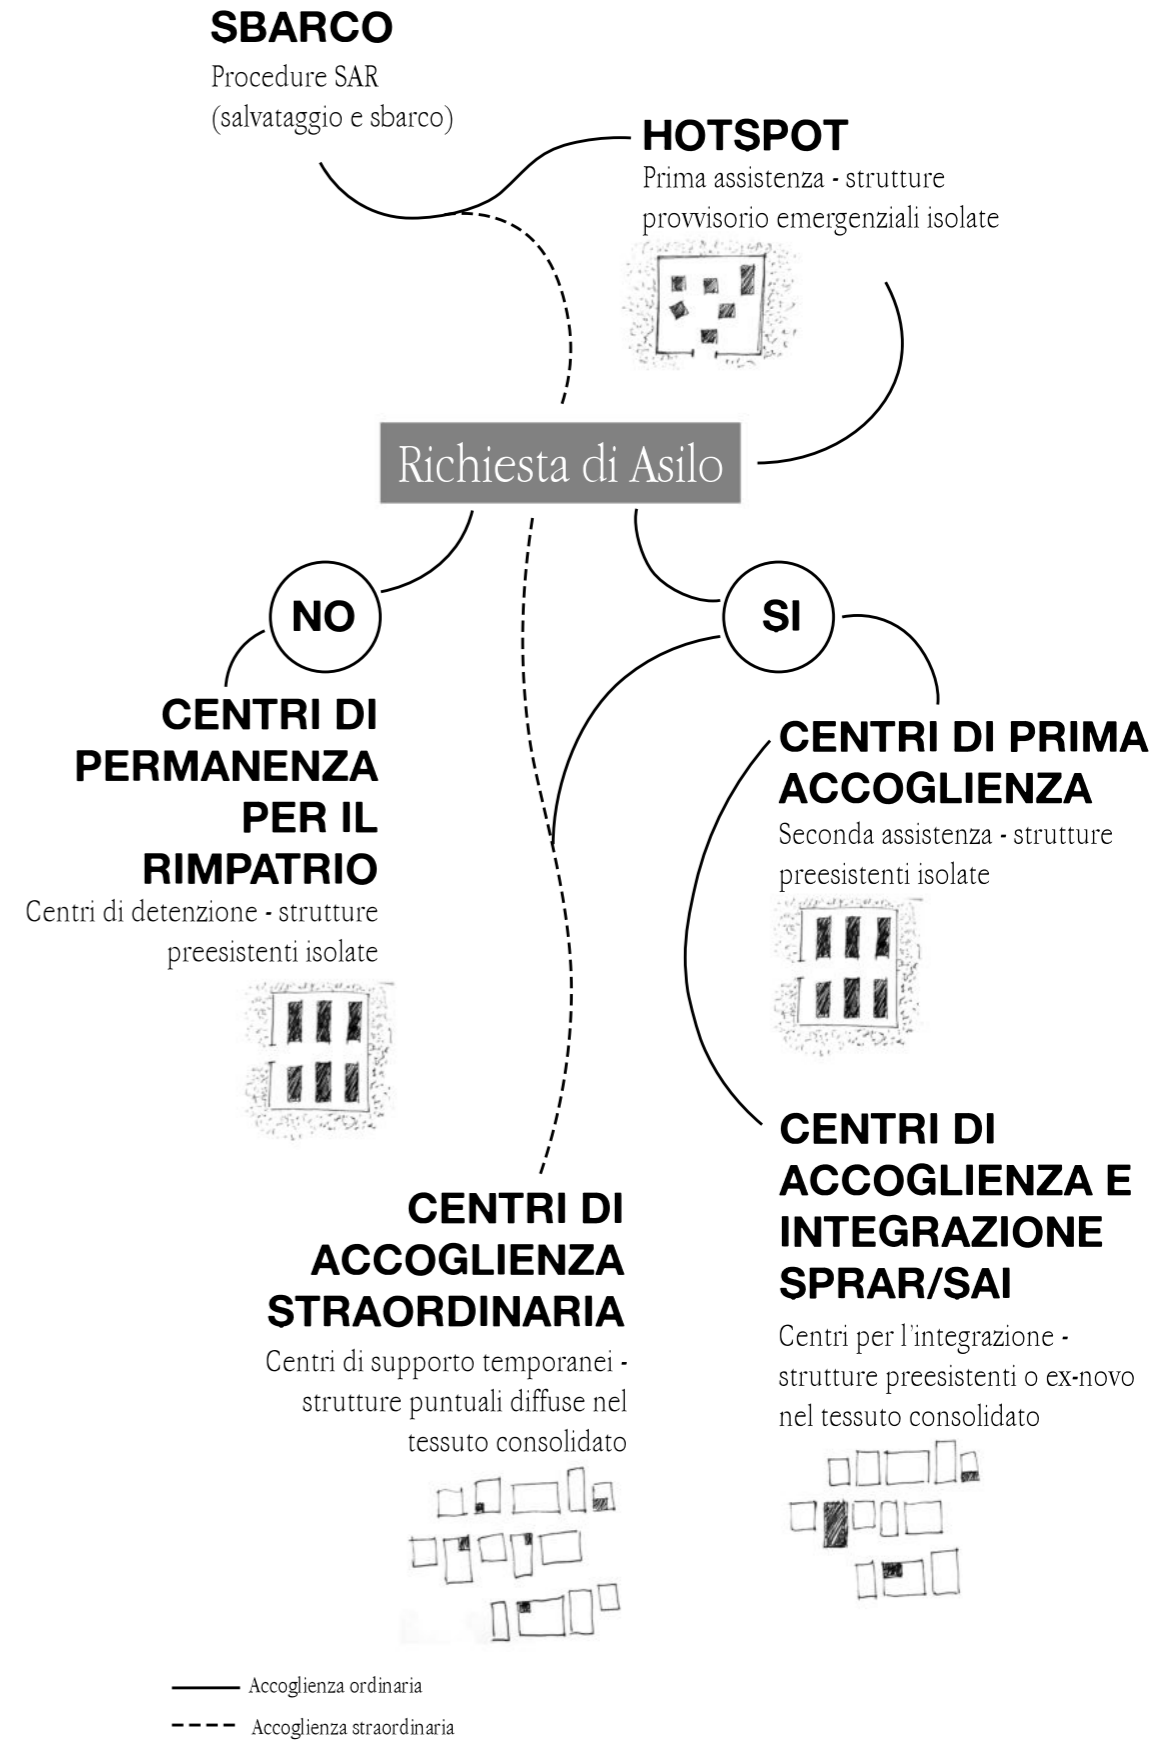 SBARCO
Procedure SAR
(salvataggio e sbarco)
HOTSPOT
Prima assistenza - strutture
provvisorio emergenziali isolate
Richiesta di Asilo
NO
SI
CENTRI DI
PERMANENZA
PER IL
RIMPATRIO
Centri di detenzione - strutture
preesistenti isolate
CENTRI DI PRIMA
ACCOGLIENZA
Seconda assistenza - strutture
preesistenti isolate
CENTRI DI
ACCOGLIENZA
STRAORDINARIA
Centri di supporto temporanei -
strutture puntuali diffuse nel
tessuto consolidato
CENTRI DI
ACCOGLIENZA E
INTEGRAZIONE
SPRAR/SAI
Centri per l'integrazione -
strutture preesistenti o ex-novo
nel tessuto consolidato
Accoglienza ordinaria
Accoglienza straordinaria